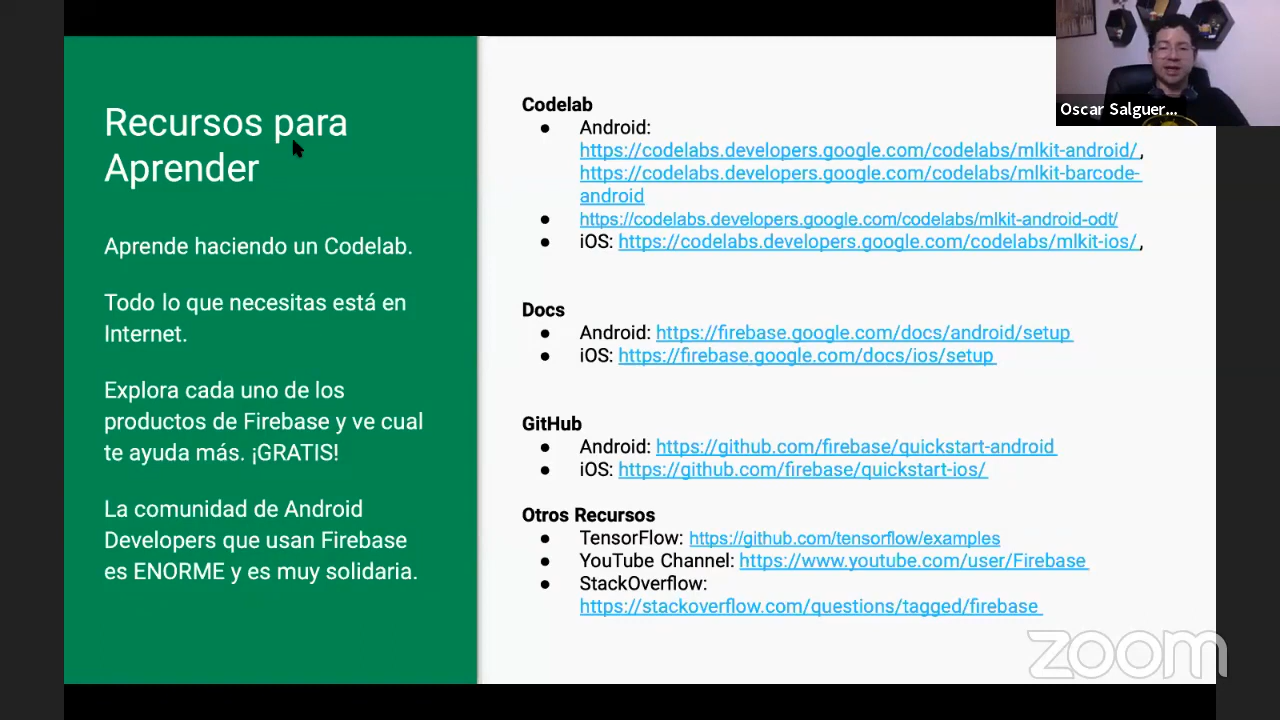 Recursos para
Aprender
Aprende haciendo un Codelab.
Todo lo que necesitas está en
Internet.
Explora cada uno de los
productos de Firebase y ve cual
te ayuda más. ¡GRATIS!
La comunidad de Android
Developers que usan Firebase
es ENORME y es muy solidaria.
Codelab
● Android:
https://codelabs.developers.google.com/codelabs/mlkit-android/,
https://codelabs.developers.google.com/codelabs/mlkit-barcode-
android
● https://codelabs.developers.google.com/codelabs/mlkit-android-odt/
● iOS: https://codelabs.developers.google.com/codelabs/mlkit-ios/,
Docs
● Android: https://firebase.google.com/docs/android/setup
● iOS: https://firebase.google.com/docs/ios/setup
GitHub
● Android: https://github.com/firebase/quickstart-android
● iOS: https://github.com/firebase/quickstart-ios/
Otros Recursos
● TensorFlow: https://github.com/tensorflow/examples
● YouTube Channel: https://www.youtube.com/user/Firebase
● StackOverflow:
https://stackoverflow.com/questions/tagged/firebase
Oscar Salguer...
zoom